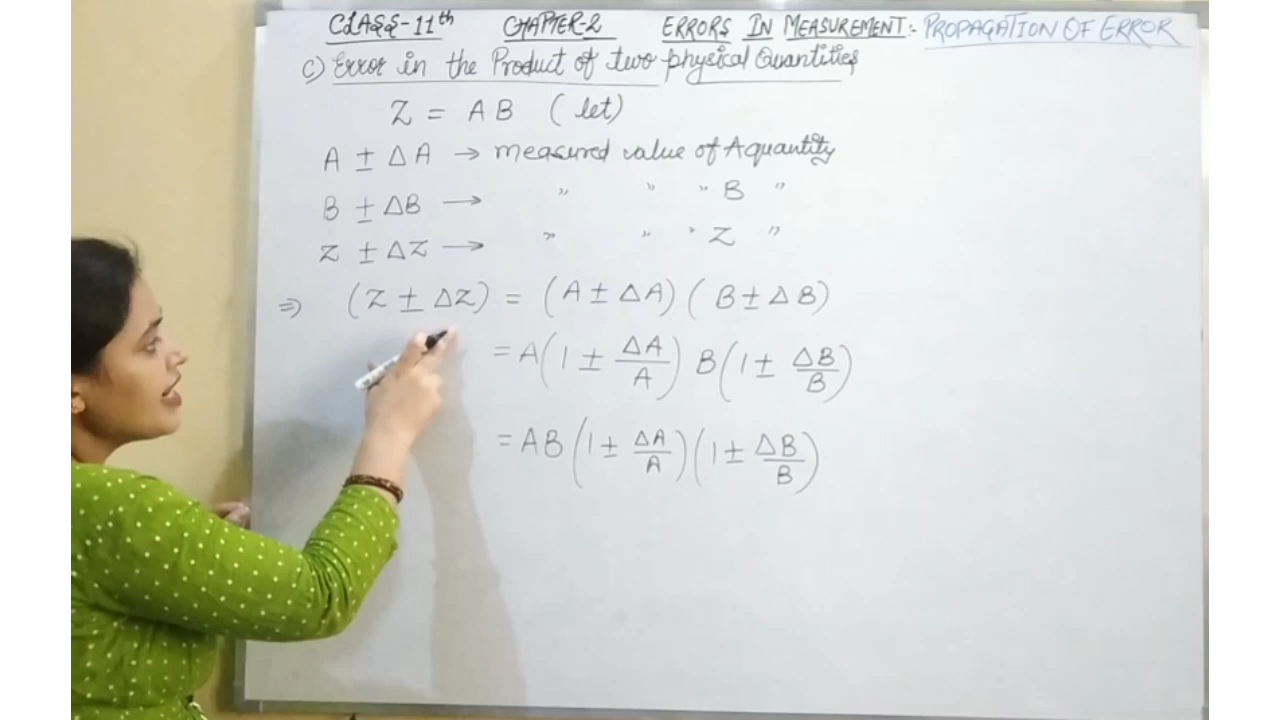 CLASS-11th CHAPTER-2 ERRORS IN MEASUREMENT:- PROPAGATION OF ERROR
c) Error in the Product of two physical Quantities
Z = AB (let)
A ± ΔA → measured value of A quantity
B ± ΔB → " " " B "
Z ± ΔZ → " " " Z "
⇒ (Z ± ΔZ) = (A ± ΔA) (B ± ΔB)
= A(1 ± ΔA/A) B(1 ± ΔB/B)
= AB(1 ± ΔA/A)(1 ± ΔB/B)